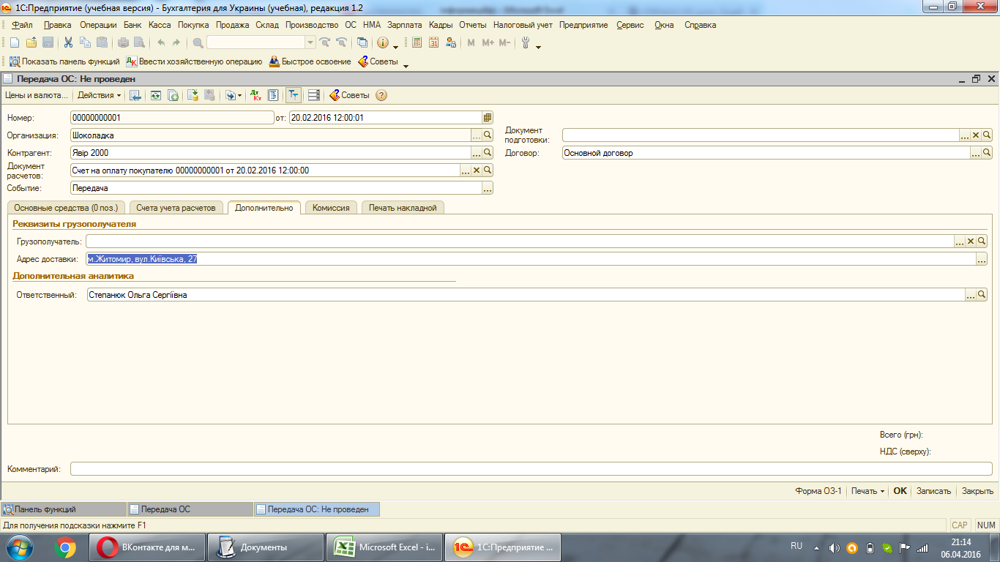 1С:Предприятие (учебная версия) - Бухгалтерия для Украины (учебная), редакция 1.2
Файл Правка Операции Банк Касса Покупка Продажа Склад Производство ОС НМА Зарплата Кадры Отчеты Налоговый учет Предприятие Сервис Окна Справка
M M+ M-
Показать панель функций Ввести хозяйственную операцию Быстрое освоение Советы
Передача ОС: Не проведен
Цены и валюта... Действия Советы
Номер: 00000000001 от: 20.02.2016 12:00:01
Организация: Шоколадка Документ подготовки:
Контрагент: Явір 2000 Договор: Основной договор
Документ расчетов: Счет на оплату покупателю 00000000001 от 20.02.2016 12:00:00
Событие: Передача
Основные средства (0 поз.) Счета учета расчетов Дополнительно Комиссия Печать накладной
Реквизиты грузополучателя
Грузополучатель:
Адрес доставки: м.Житомир, вул.Київська, 27
Дополнительная аналитика
Ответственный: Степанюк Ольга Сергіївна
Всего (грн):
НДС (сверху):
Комментарий:
Форма ОЗ-1 Печать OK Записать Закрыть
Панель функций Передача ОС Передача ОС: Не проведен
Для получения подсказки нажмите F1 CAP NUM
ВКонтакте для м... Документы Microsoft Excel - i... 1С:Предприятие ... RU 21:14
06.04.2016